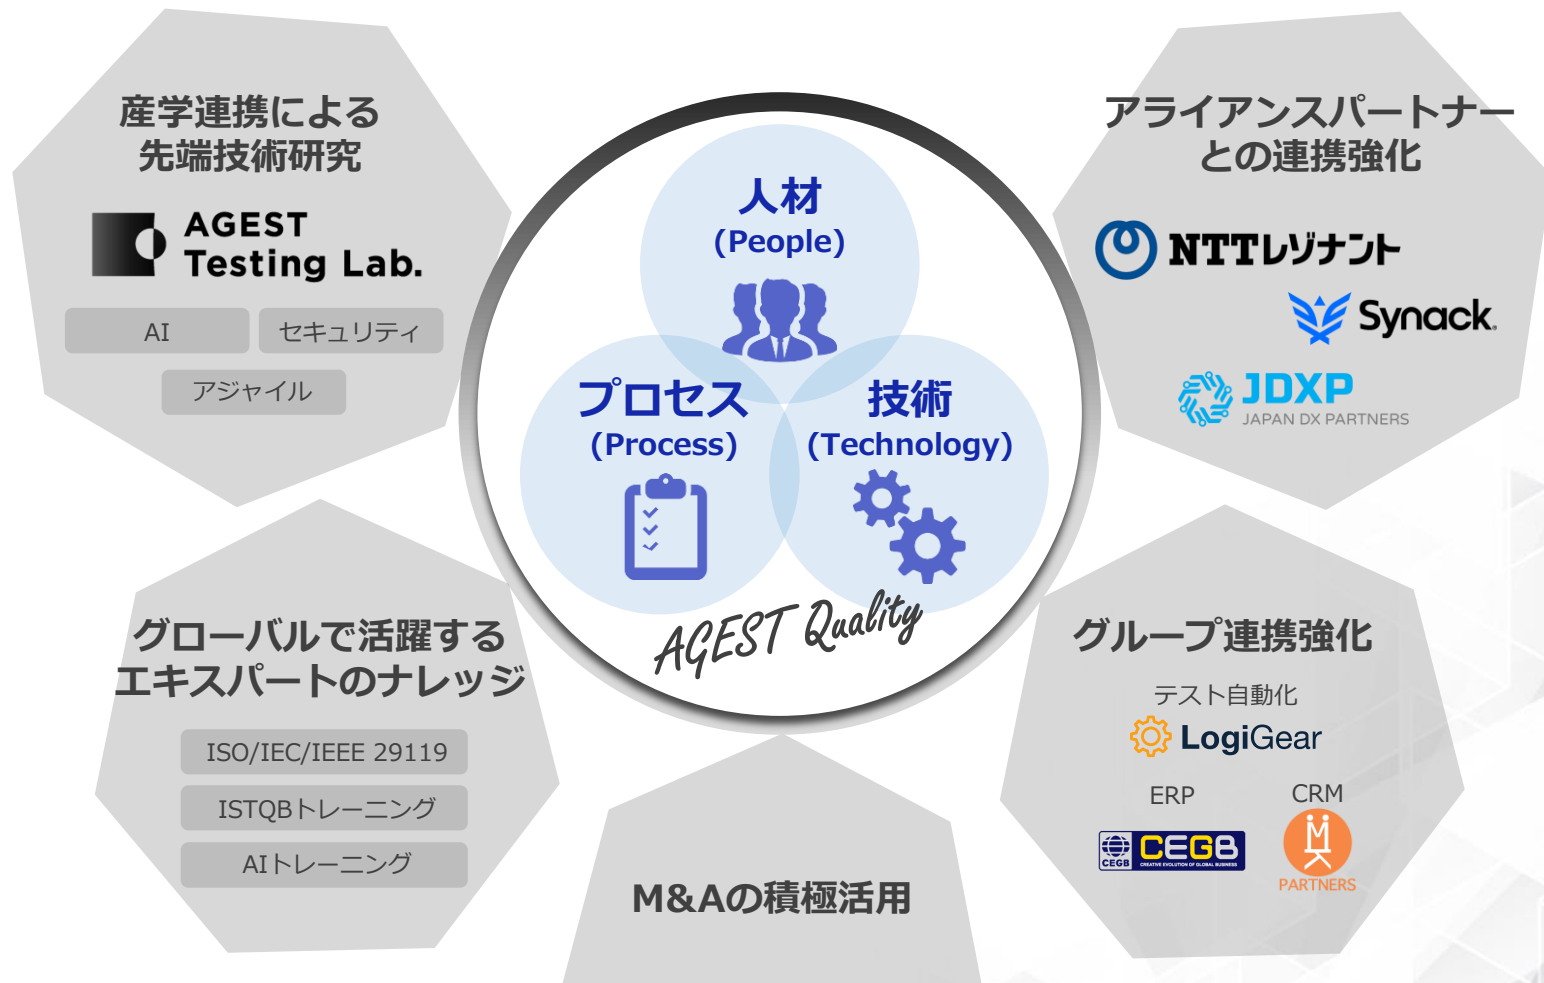 産学連携による
先端技術研究
AGEST
Testing Lab.
AI
セキュリティ
アジャイル
人材
(People)
プロセス
(Process)
技術
(Technology)
AGEST Quality
アライアンスパートナー
との連携強化
NTTレゾナント
Synack.
JDXP
JAPAN DX PARTNERS
グローバルで活躍する
エキスパートのナレッジ
ISO/IEC/IEEE 29119
ISTQBトレーニング
AIトレーニング
M&Aの積極活用
グループ連携強化
テスト自動化
LogiGear
ERP
CEGB
CEGB
CREATIVE EVOLUTION OF GLOBAL BUSINESS
CRM
MK
PARTNERS